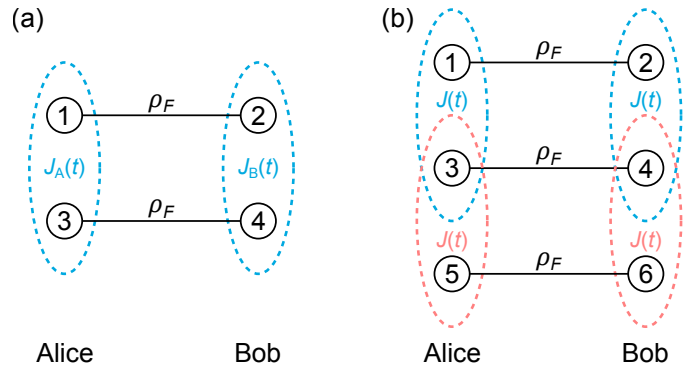 (a)
1 ρF 2
JA(t) JB(t)
3 ρF 4
Alice Bob
(b)
1 ρF 2
J(t) J(t)
3 ρF 4
J(t) J(t)
5 ρF 6
Alice Bob